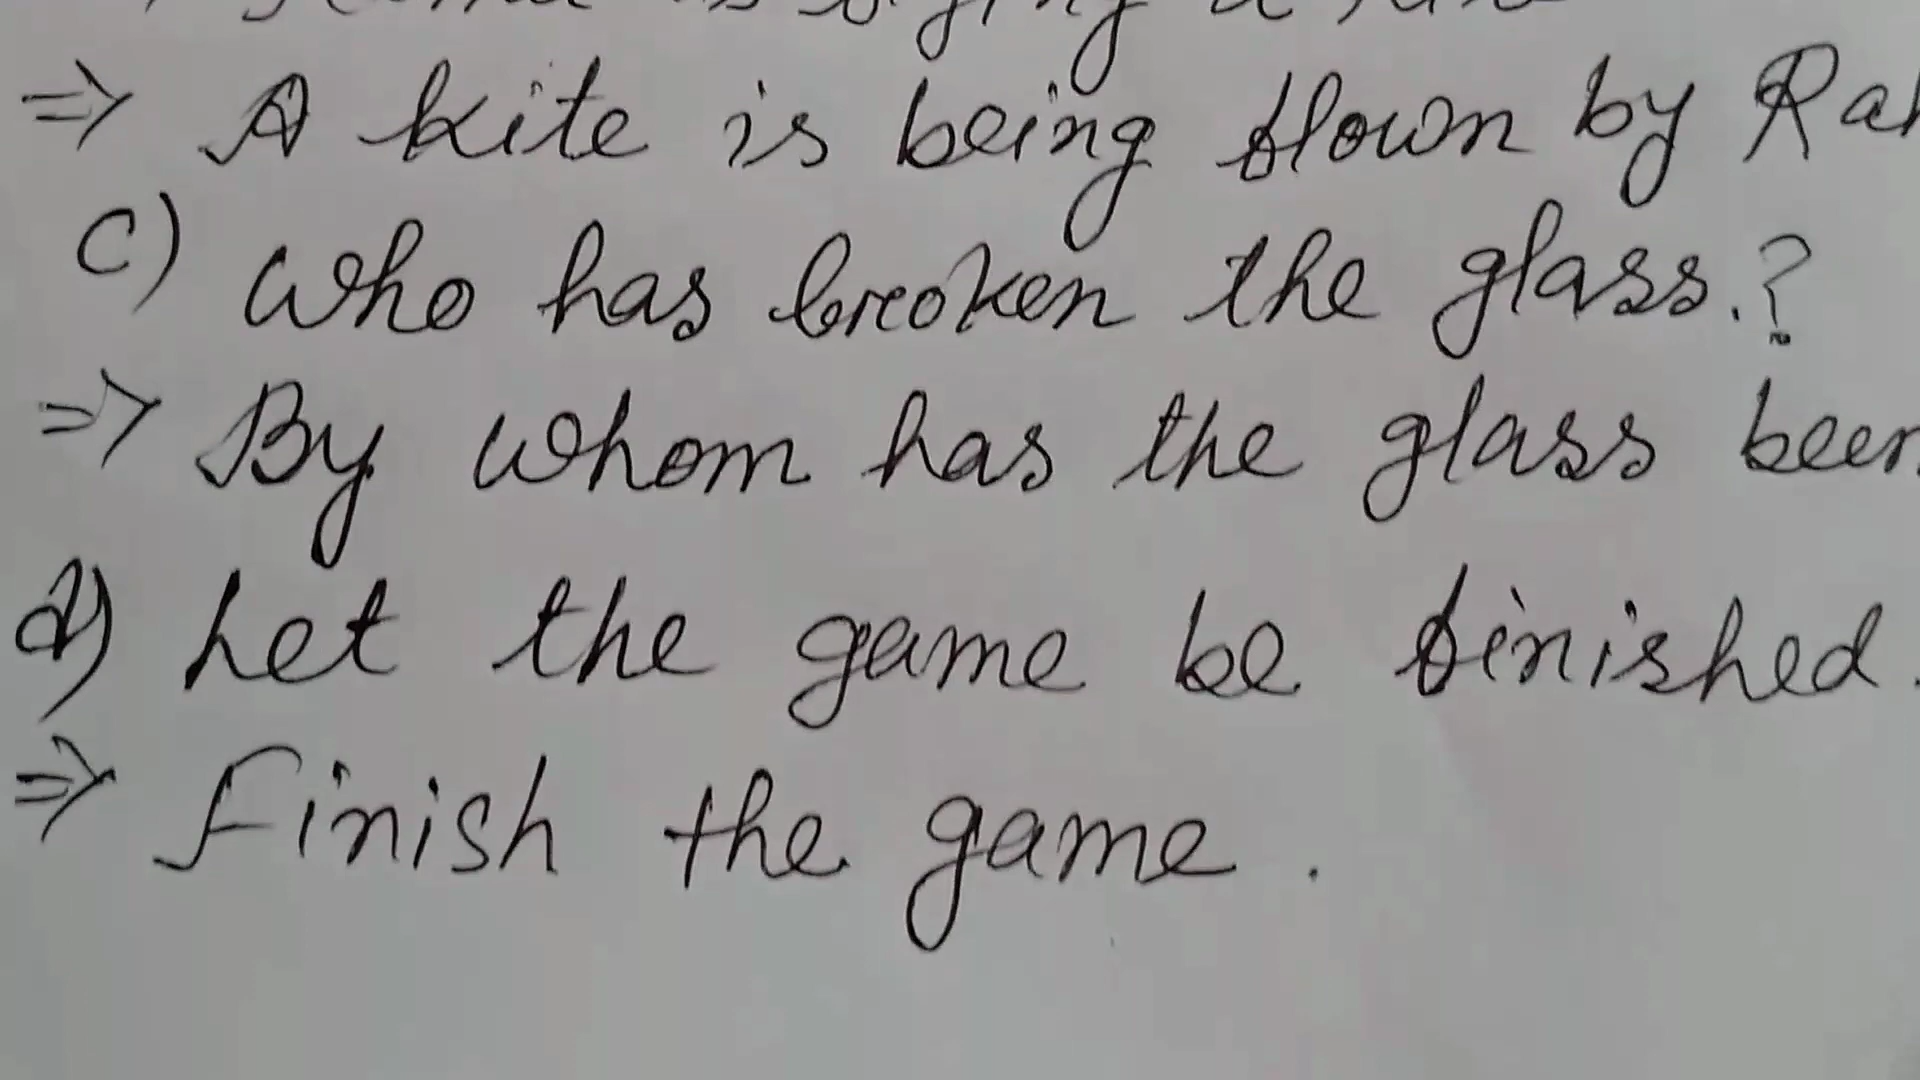 ⇒ A kite is being flown by
c) Who has broken the glass.?
⇒ By whom has the glass been
d) Let the game be finished.
⇒ Finish the game.